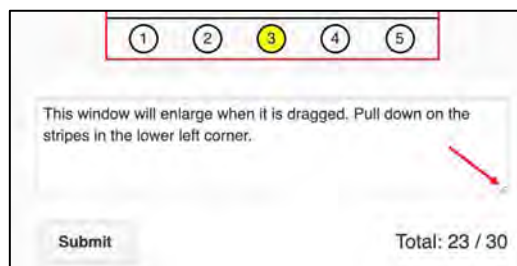 1 2 3 4 5
This window will enlarge when it is dragged. Pull down on the
stripes in the lower left corner.
Submit Total: 23 / 30